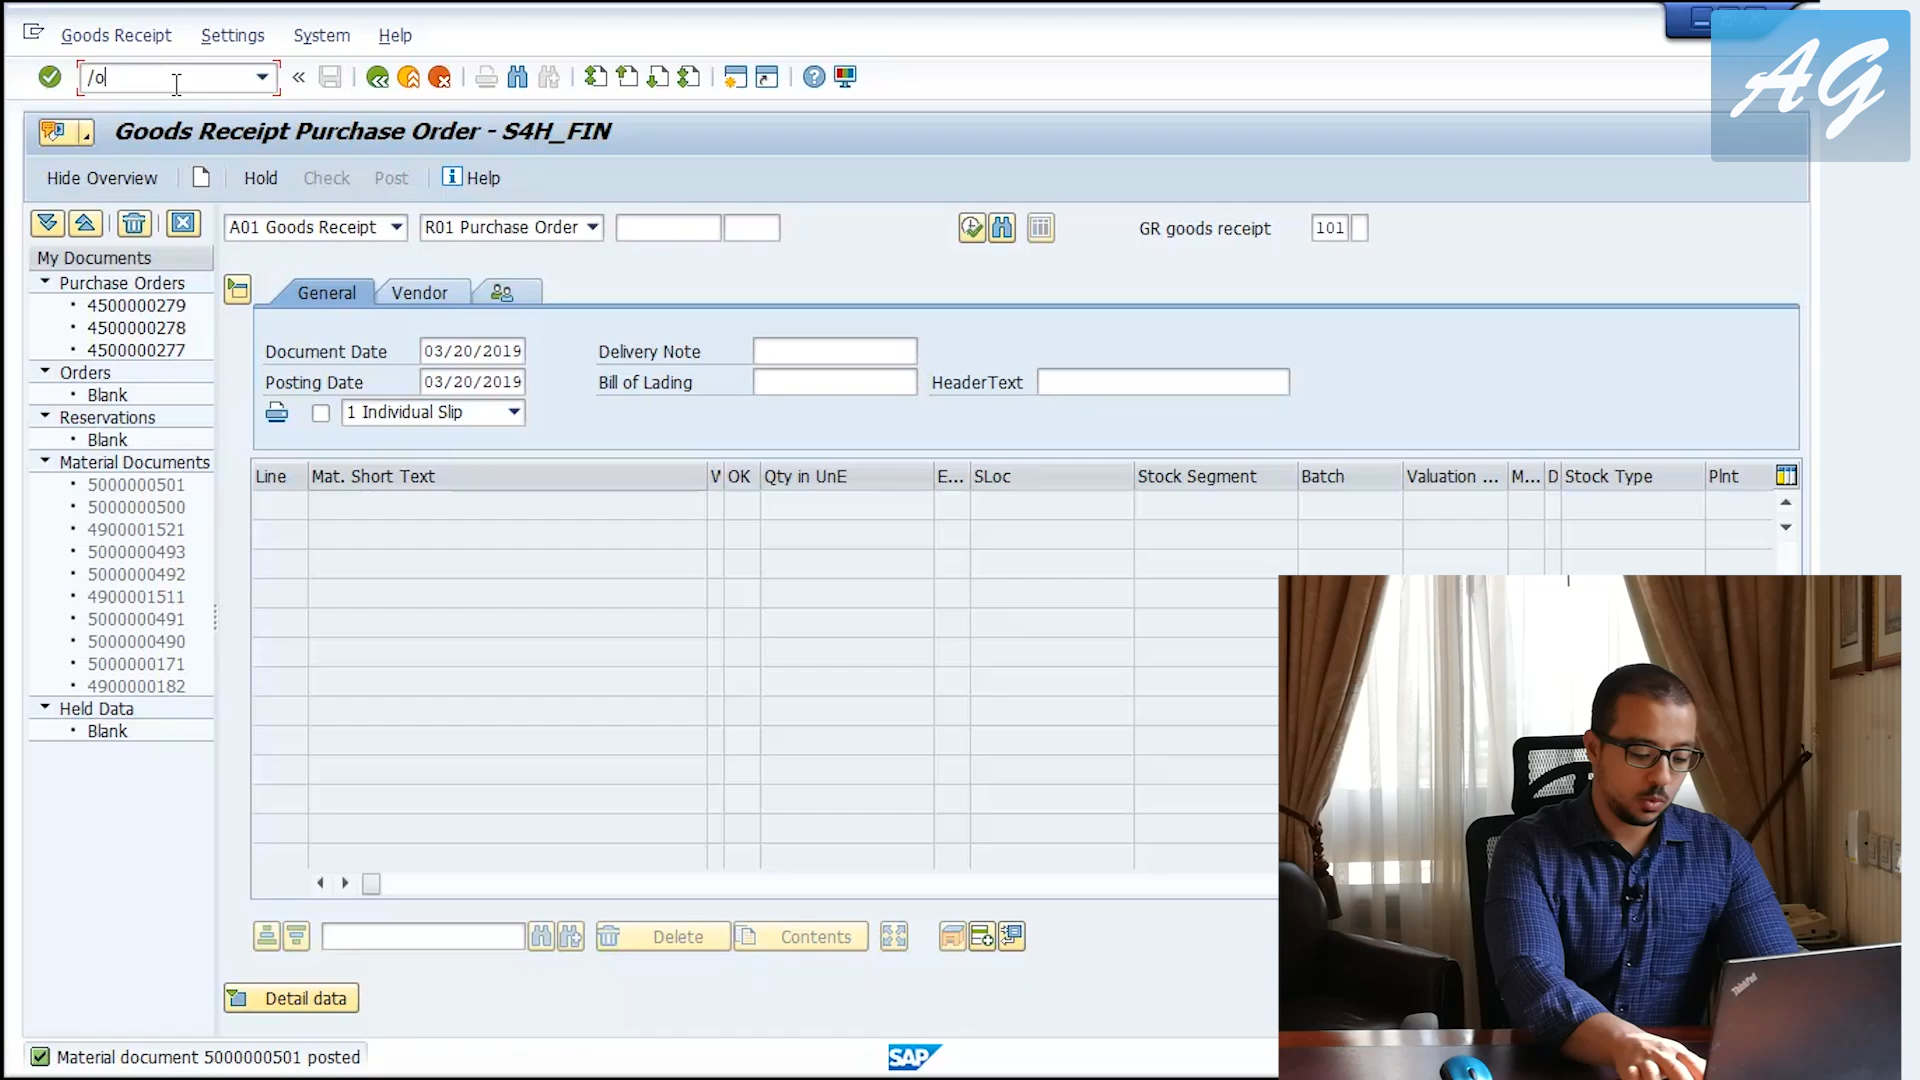 Goods Receipt Settings System Help
/o
AG
Goods Receipt Purchase Order - S4H_FIN
Hide Overview Hold Check Post Help
A01 Goods Receipt R01 Purchase Order GR goods receipt 101
My Documents
Purchase Orders
4500000279
4500000278
4500000277
Orders
Blank
Reservations
Blank
Material Documents
5000000501
5000000500
4900001521
5000000493
5000000492
4900001511
5000000491
5000000490
5000000171
4900000182
Held Data
Blank
General Vendor
Document Date 03/20/2019 Delivery Note
Posting Date 03/20/2019 Bill of Lading HeaderText
1 Individual Slip
Line Mat. Short Text V OK Qty in UnE E... SLoc Stock Segment Batch Valuation ... M... D Stock Type Plnt
Delete Contents
Detail data
Material document 5000000501 posted
SAP
ThinkPad